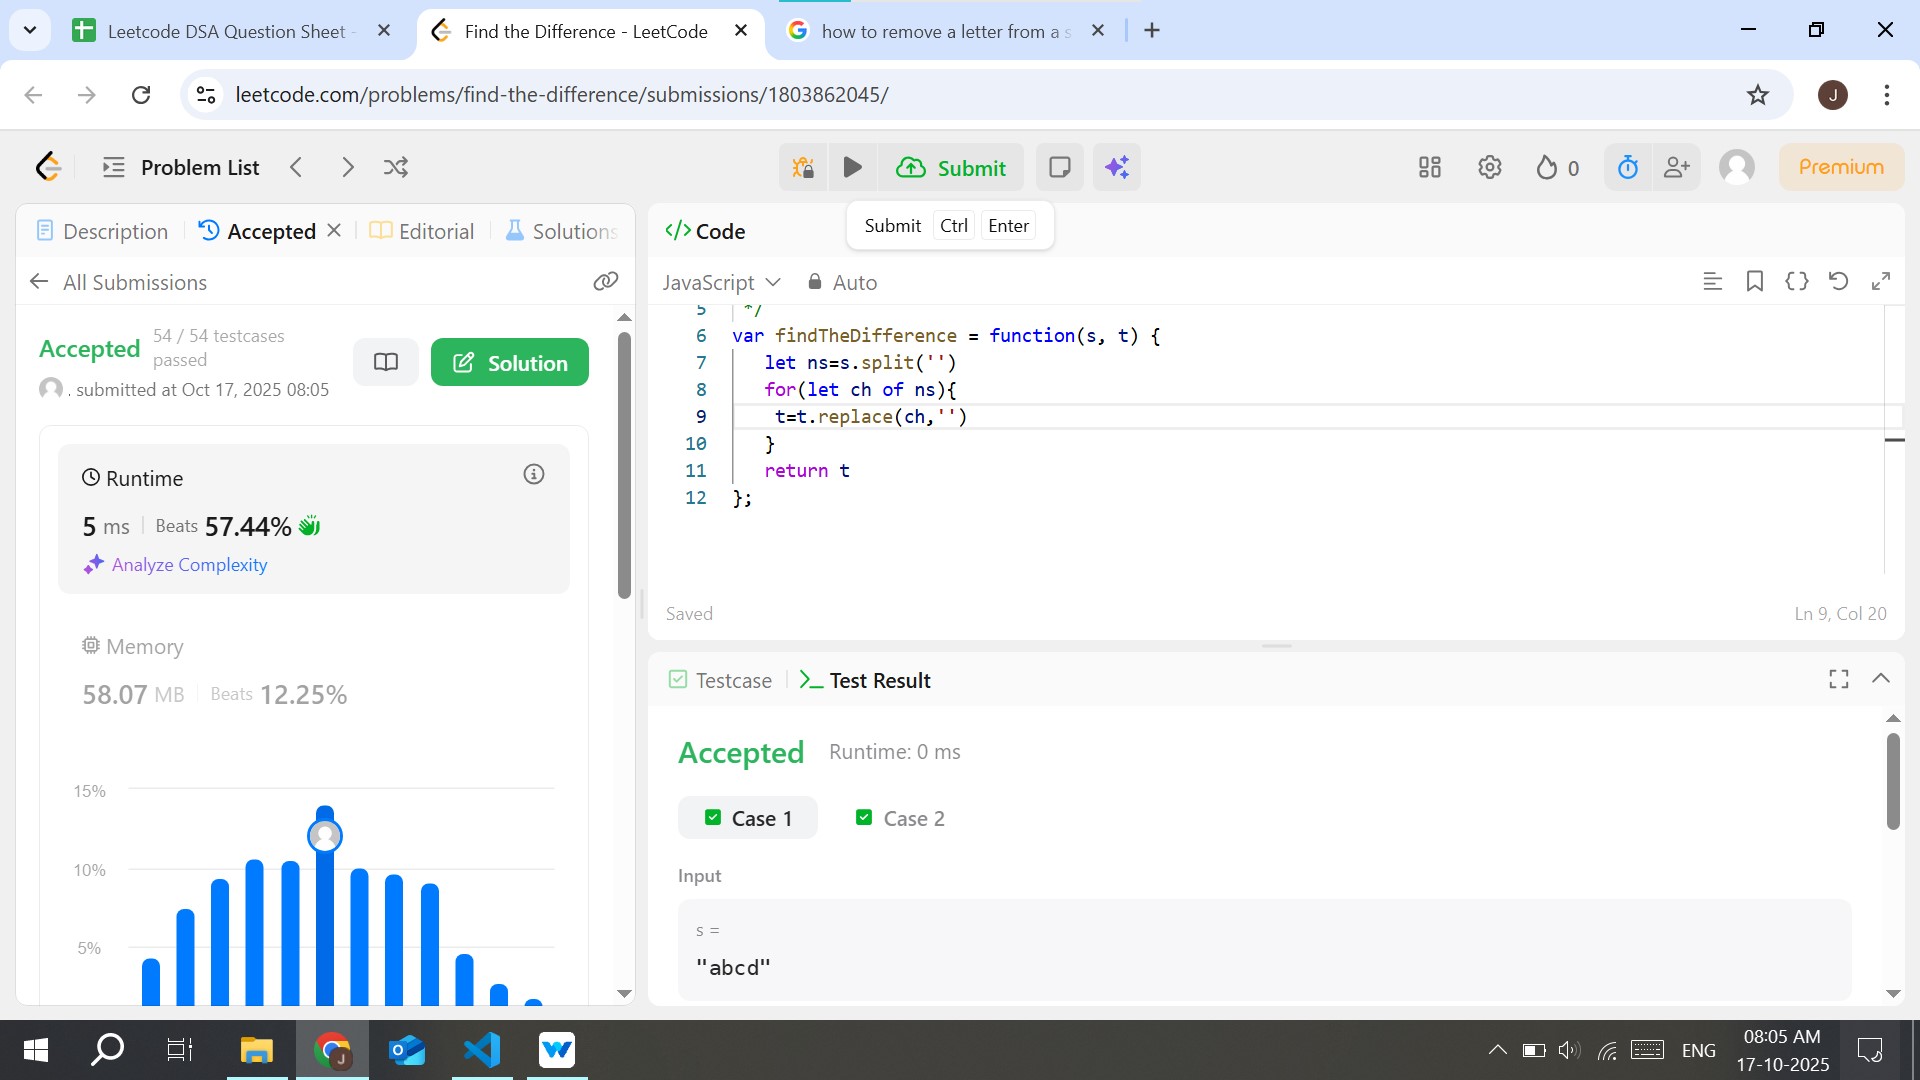 Leetcode DSA Question Sheet -
Find the Difference - LeetCode
how to remove a letter from a s
leetcode.com/problems/find-the-difference/submissions/1803862045/
J
Problem List
Submit
0
Premium
Description
Accepted
Editorial
Solutions
All Submissions
Accepted
54 / 54 testcases
passed
. submitted at Oct 17, 2025 08:05
Solution
Runtime
5 ms
Beats 57.44%
Analyze Complexity
Memory
58.07 MB
Beats 12.25%
15%
10%
5%
</> Code
Submit Ctrl Enter
JavaScript
Auto
5 */
6 var findTheDifference = function(s, t) {
7 let ns=s.split('')
8 for(let ch of ns){
9 t=t.replace(ch,'')
10 }
11 return t
12 };
Saved
Ln 9, Col 20
Testcase
Test Result
Accepted
Runtime: 0 ms
Case 1
Case 2
Input
s =
"abcd"
J
ENG
08:05 AM
17-10-2025